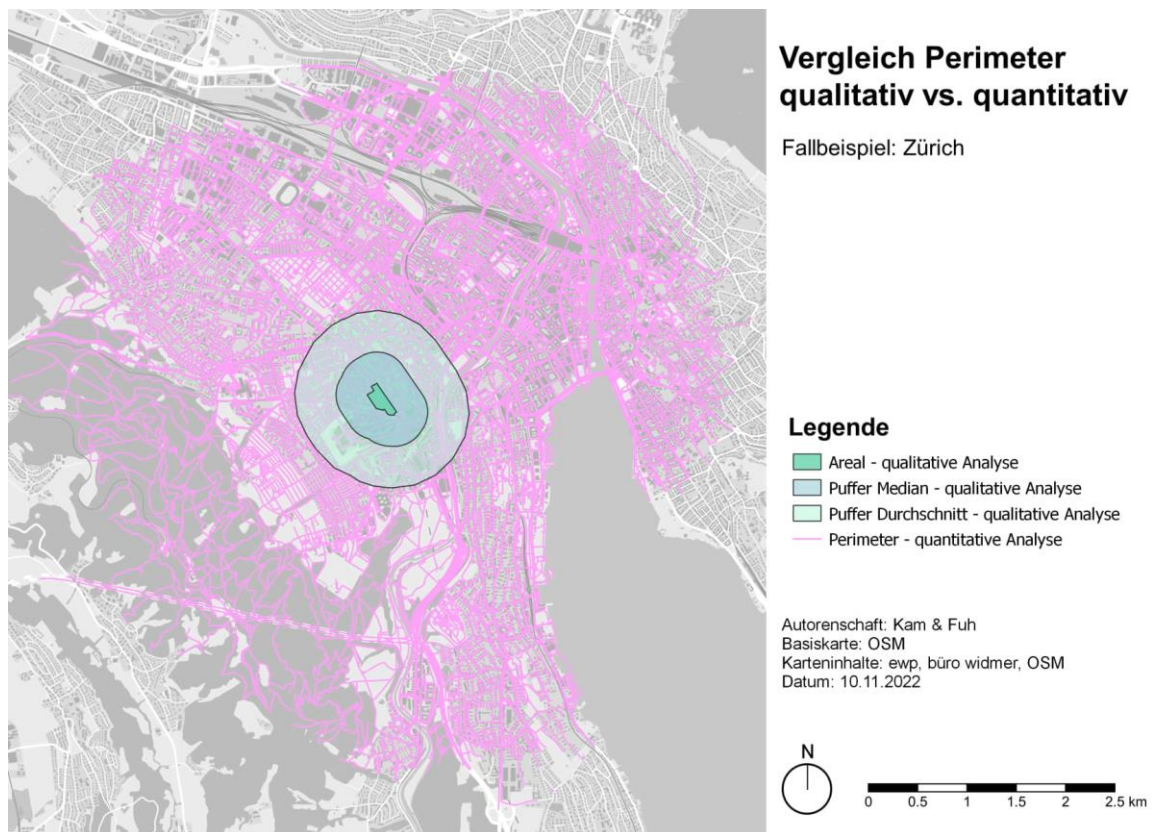 Vergleich Perimeter
qualitativ vs. quantitativ
Fallbeispiel: Zürich
Legende
Areal - qualitative Analyse
Puffer Median - qualitative Analyse
Puffer Durchschnitt - qualitative Analyse
Perimeter - quantitative Analyse
Autorenschaft: Kam & Fuh
Basiskarte: OSM
Karteninhalte: ewp, büro widmer, OSM
Datum: 10.11.2022
N
0 0.5 1 1.5 2 2.5 km